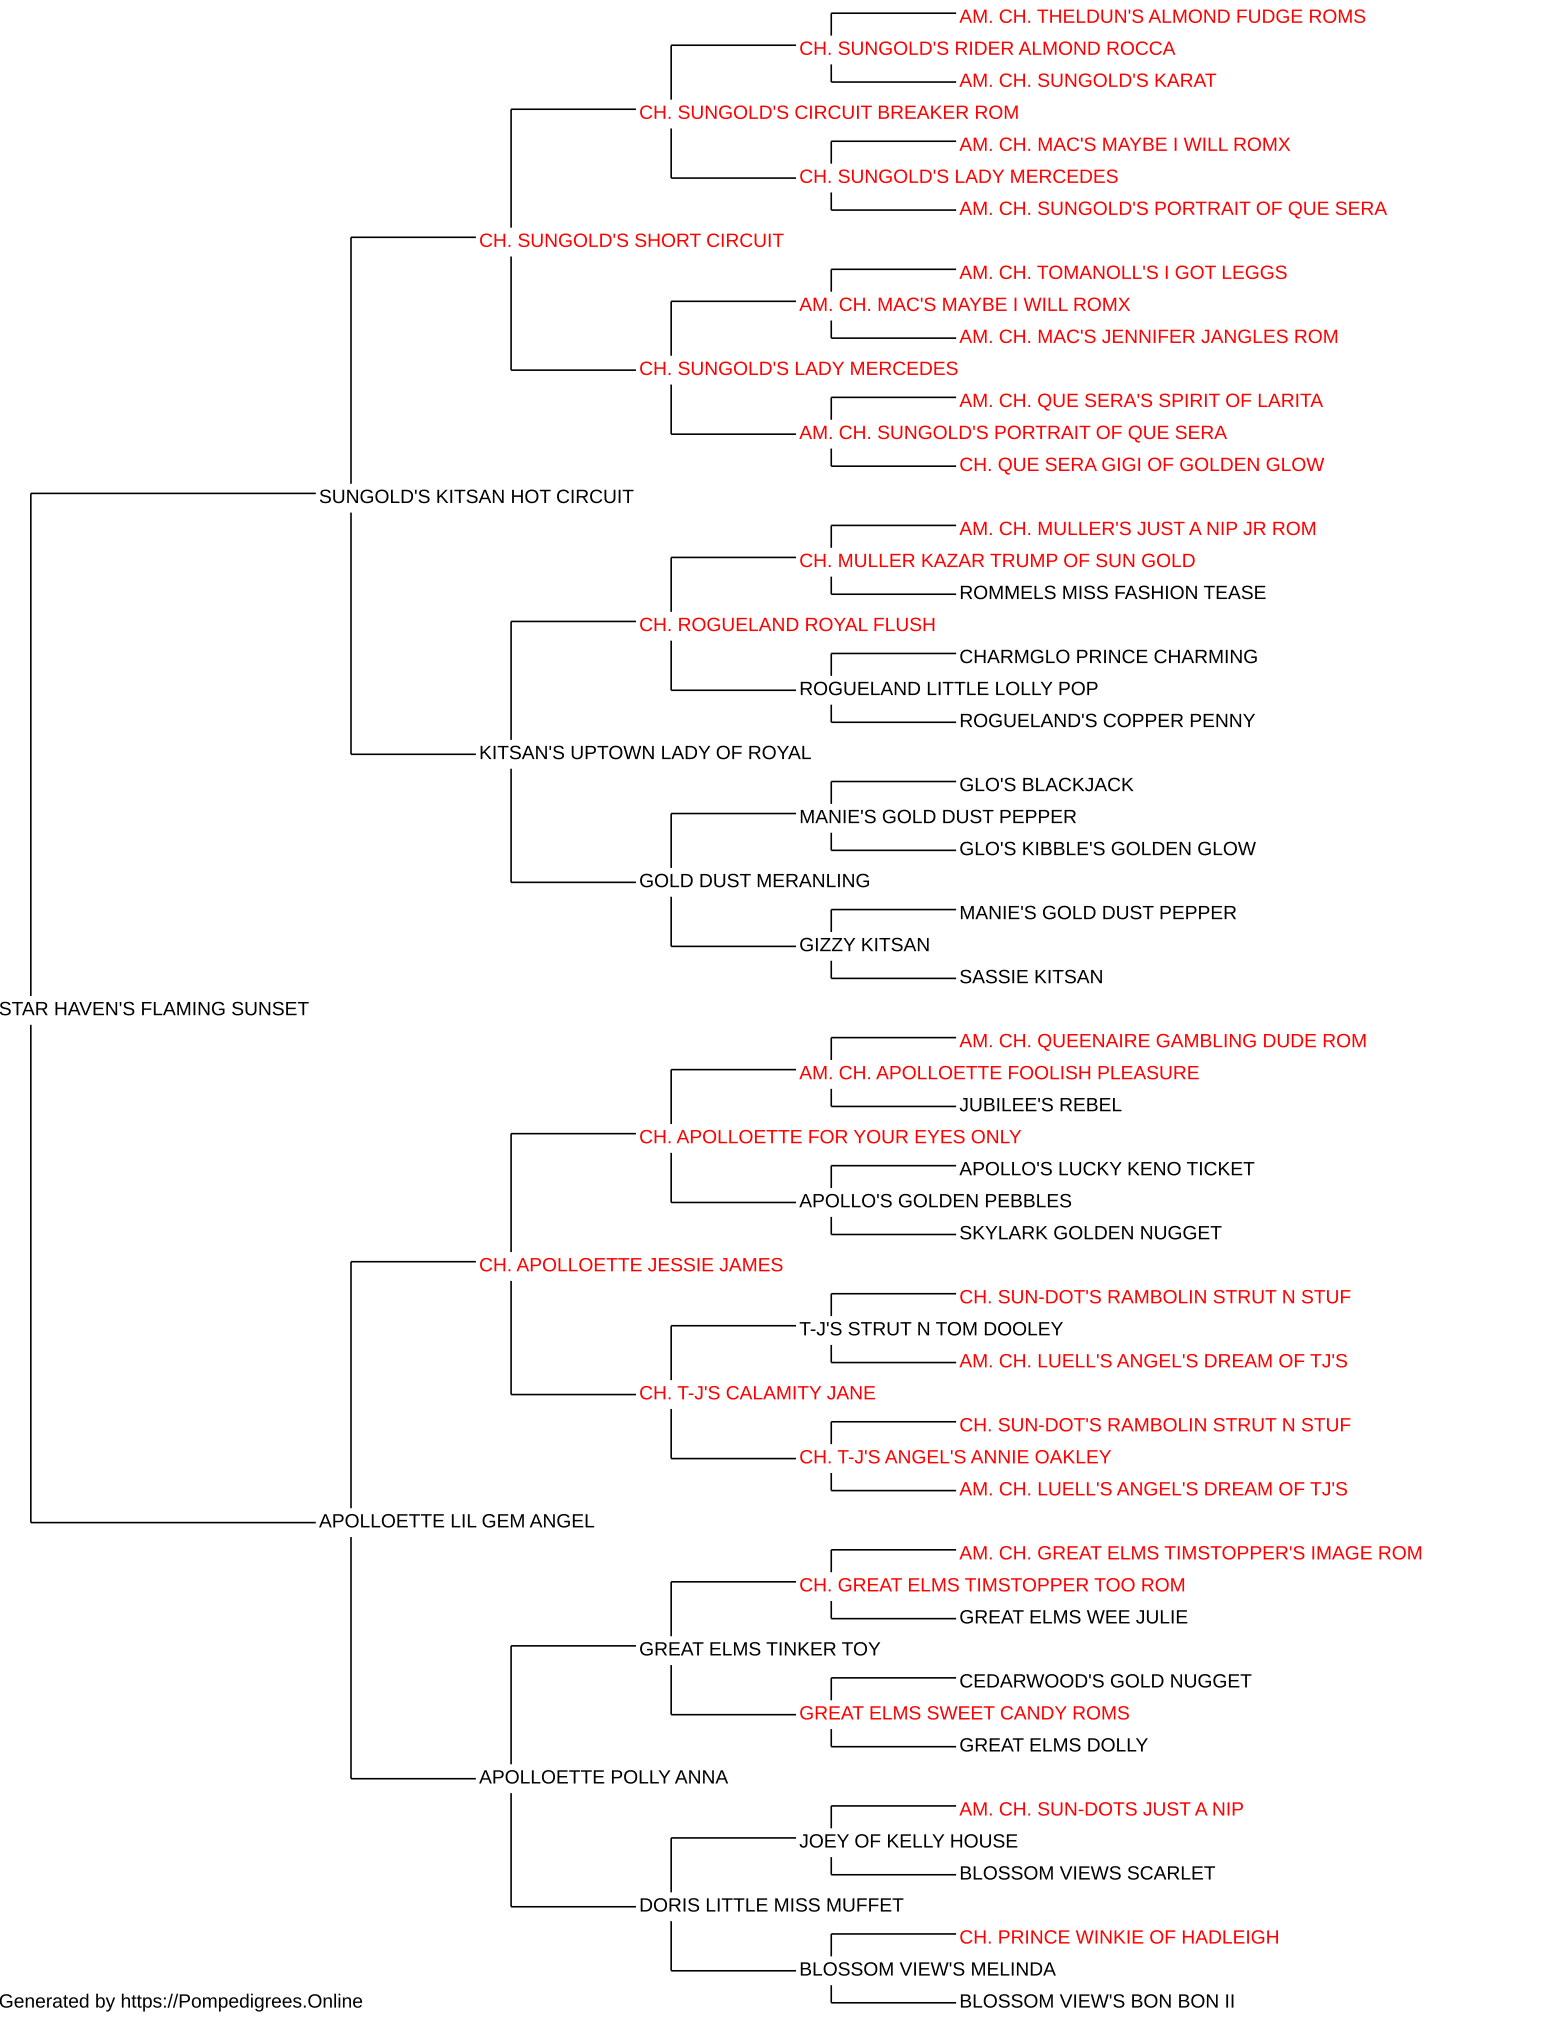 AM. CH. THELDUN'S ALMOND FUDGE ROMS
CH. SUNGOLD'S RIDER ALMOND ROCCA
AM. CH. SUNGOLD'S KARAT
CH. SUNGOLD'S CIRCUIT BREAKER ROM
AM. CH. MAC'S MAYBE I WILL ROMX
CH. SUNGOLD'S LADY MERCEDES
AM. CH. SUNGOLD'S PORTRAIT OF QUE SERA
CH. SUNGOLD'S SHORT CIRCUIT
AM. CH. TOMANOLL'S I GOT LEGGS
AM. CH. MAC'S MAYBE I WILL ROMX
AM. CH. MAC'S JENNIFER JANGLES ROM
CH. SUNGOLD'S LADY MERCEDES
AM. CH. QUE SERA'S SPIRIT OF LARITA
AM. CH. SUNGOLD'S PORTRAIT OF QUE SERA
CH. QUE SERA GIGI OF GOLDEN GLOW
SUNGOLD'S KITSAN HOT CIRCUIT
AM. CH. MULLER'S JUST A NIP JR ROM
CH. MULLER KAZAR TRUMP OF SUN GOLD
ROMMELS MISS FASHION TEASE
CH. ROGUELAND ROYAL FLUSH
CHARMGLO PRINCE CHARMING
ROGUELAND LITTLE LOLLY POP
ROGUELAND'S COPPER PENNY
KITSAN'S UPTOWN LADY OF ROYAL
GLO'S BLACKJACK
MANIE'S GOLD DUST PEPPER
GLO'S KIBBLE'S GOLDEN GLOW
GOLD DUST MERANLING
MANIE'S GOLD DUST PEPPER
GIZZY KITSAN
SASSIE KITSAN
STAR HAVEN'S FLAMING SUNSET
AM. CH. QUEENAIRE GAMBLING DUDE ROM
AM. CH. APOLLOETTE FOOLISH PLEASURE
JUBILEE'S REBEL
CH. APOLLOETTE FOR YOUR EYES ONLY
APOLLO'S LUCKY KENO TICKET
APOLLO'S GOLDEN PEBBLES
SKYLARK GOLDEN NUGGET
CH. APOLLOETTE JESSIE JAMES
CH. SUN-DOT'S RAMBOLIN STRUT N STUF
T-J'S STRUT N TOM DOOLEY
AM. CH. LUELL'S ANGEL'S DREAM OF TJ'S
CH. T-J'S CALAMITY JANE
CH. SUN-DOT'S RAMBOLIN STRUT N STUF
CH. T-J'S ANGEL'S ANNIE OAKLEY
AM. CH. LUELL'S ANGEL'S DREAM OF TJ'S
APOLLOETTE LIL GEM ANGEL
AM. CH. GREAT ELMS TIMSTOPPER'S IMAGE ROM
CH. GREAT ELMS TIMSTOPPER TOO ROM
GREAT ELMS WEE JULIE
GREAT ELMS TINKER TOY
CEDARWOOD'S GOLD NUGGET
GREAT ELMS SWEET CANDY ROMS
GREAT ELMS DOLLY
APOLLOETTE POLLY ANNA
AM. CH. SUN-DOTS JUST A NIP
JOEY OF KELLY HOUSE
BLOSSOM VIEWS SCARLET
DORIS LITTLE MISS MUFFET
CH. PRINCE WINKIE OF HADLEIGH
BLOSSOM VIEW'S MELINDA
BLOSSOM VIEW'S BON BON II
Generated by https://Pompedigrees.Online